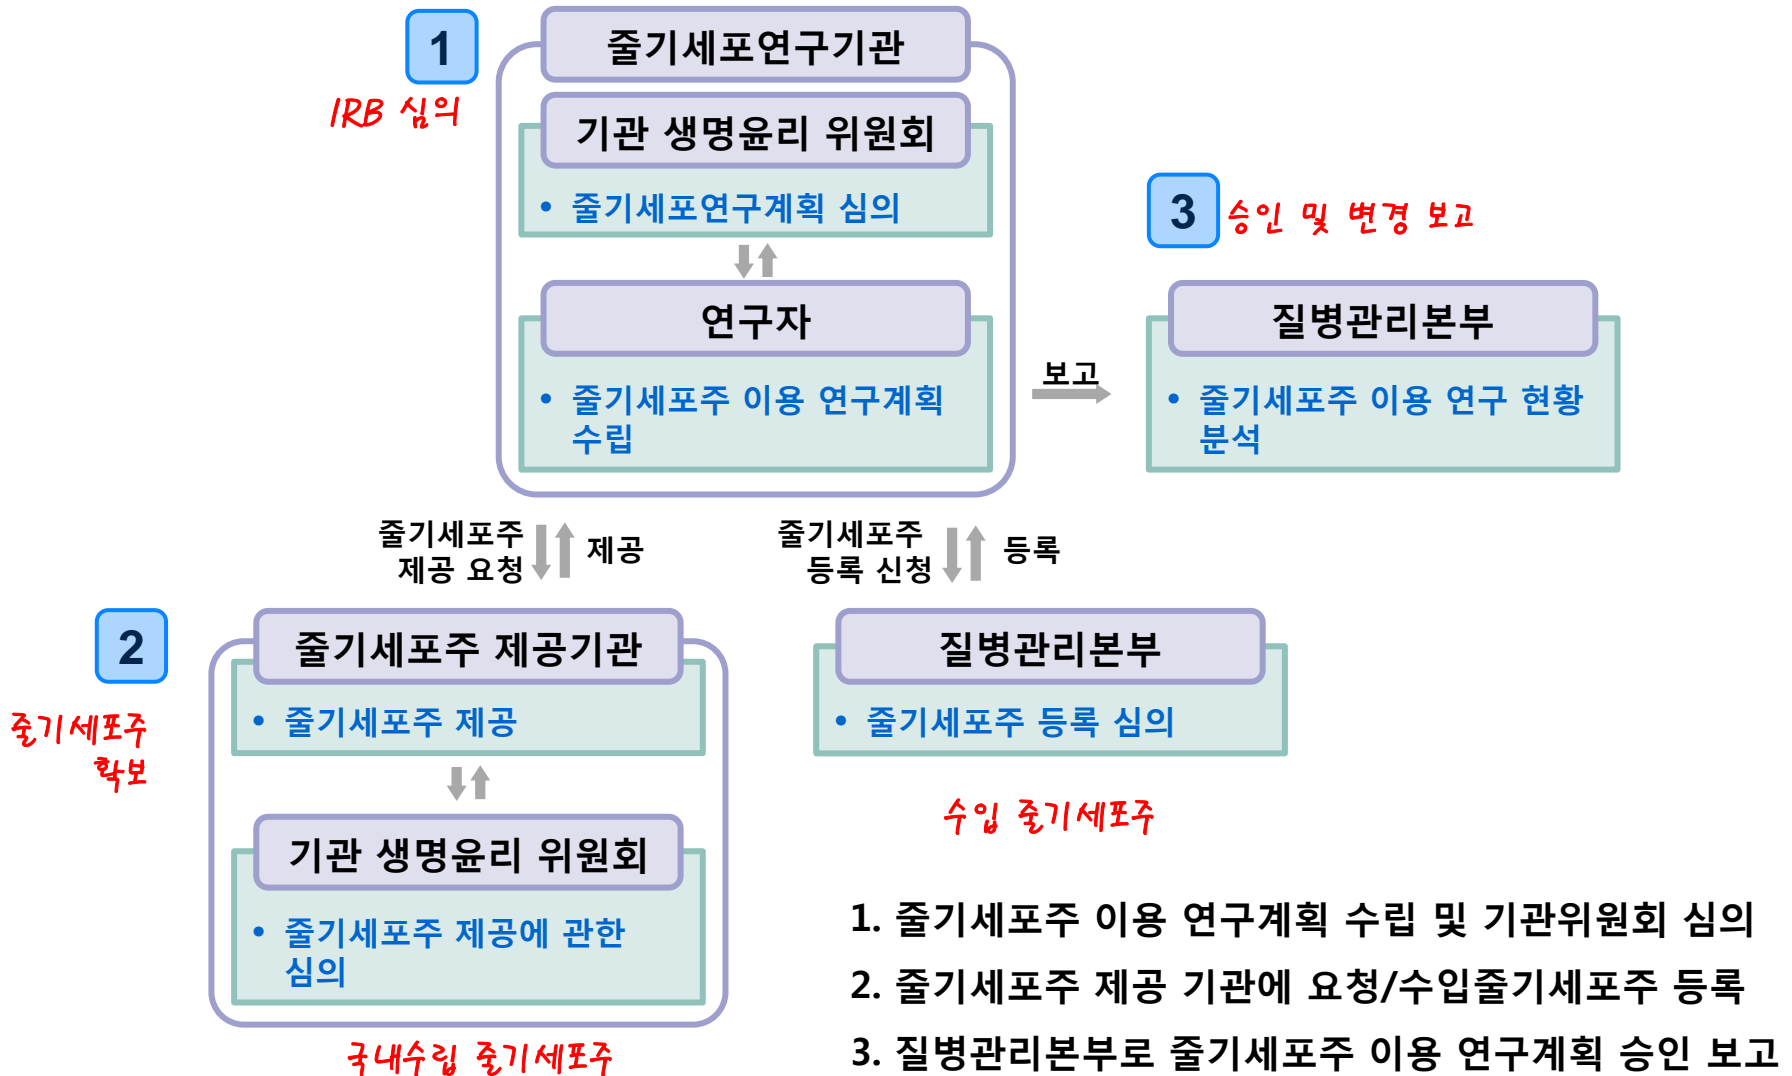 1
줄기세포연구기관
IRB 심의
기관 생명윤리 위원회
• 줄기세포연구계획 심의
3
승인 및 변경 보고
연구자
• 줄기세포주 이용 연구계획
수립
보고
질병관리본부
• 줄기세포주 이용 연구 현황
분석
줄기세포주
제공 요청
제공
줄기세포주
등록 신청
등록
2
줄기세포주
확보
줄기세포주 제공기관
• 줄기세포주 제공
기관 생명윤리 위원회
• 줄기세포주 제공에 관한
심의
국내수립 줄기세포주
질병관리본부
• 줄기세포주 등록 심의
수입 줄기세포주
1. 줄기세포주 이용 연구계획 수립 및 기관위원회 심의
2. 줄기세포주 제공 기관에 요청/수입줄기세포주 등록
3. 질병관리본부로 줄기세포주 이용 연구계획 승인 보고